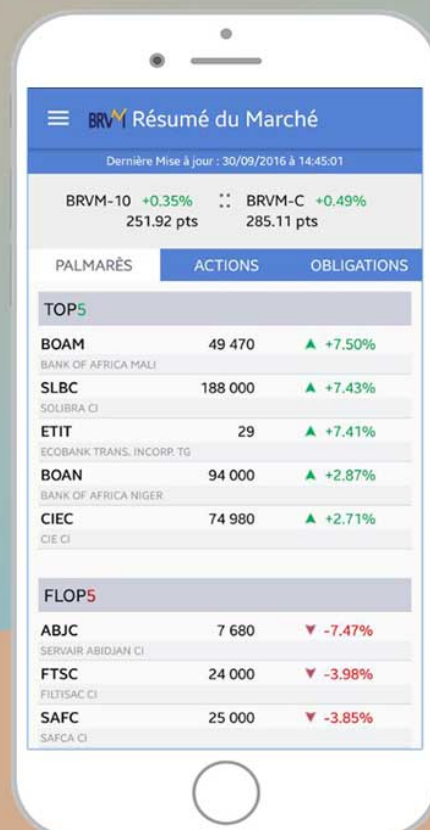 BRVM Résumé du Marché
Dernière Mise à jour : 30/09/2016 à 14:45:01
BRVM-10 +0.35% :: BRVM-C +0.49%
251.92 pts 285.11 pts
PALMARÈS ACTIONS OBLIGATIONS
TOP5
BOAM 49 470 ▲ +7.50%
BANK OF AFRICA MALI
SLBC 188 000 ▲ +7.43%
SOLIBRA CI
ETIT 29 ▲ +7.41%
ECOBANK TRANS. INCORP. TG
BOAN 94 000 ▲ +2.87%
BANK OF AFRICA NIGER
CIEC 74 980 ▲ +2.71%
CIE CI
FLOP5
ABJC 7 680 ▼ -7.47%
SERVAIR ABIDJAN CI
FTSC 24 000 ▼ -3.98%
FILTISAC CI
SAFC 25 000 ▼ -3.85%
SAFCA CI